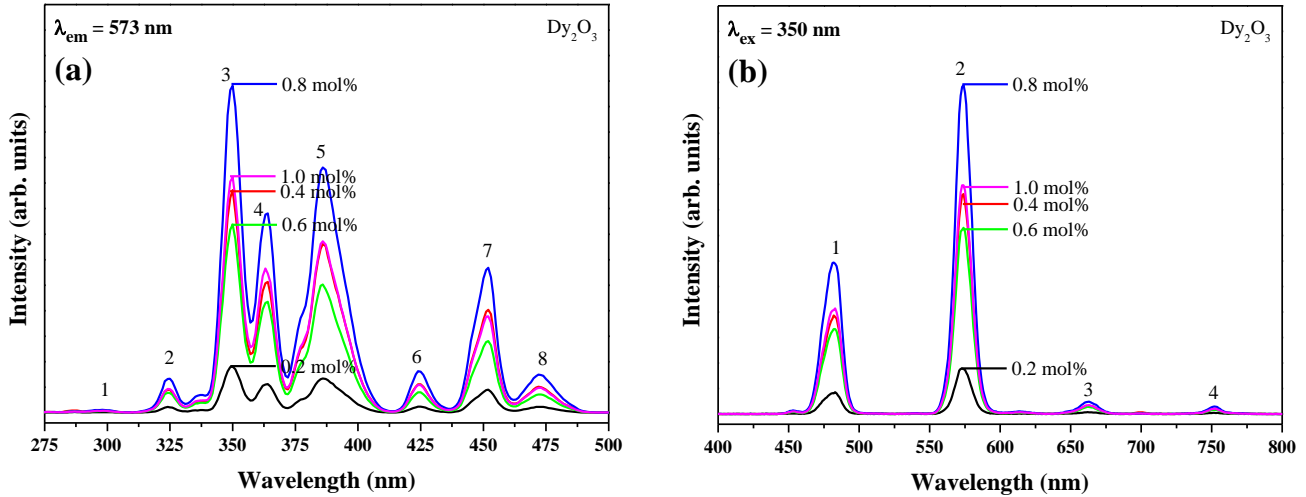 λem = 573 nm
Dy2O3
(a)
3
0.8 mol%
5
1.0 mol%
0.4 mol%
4
0.6 mol%
7
2
0.2 mol%
6
8
1
Intensity (arb. units)
275 300 325 350 375 400 425 450 475 500
Wavelength (nm)
λex = 350 nm
Dy2O3
(b)
2
0.8 mol%
1.0 mol%
0.4 mol%
0.6 mol%
1
0.2 mol%
3
4
Intensity (arb. units)
400 450 500 550 600 650 700 750 800
Wavelength (nm)